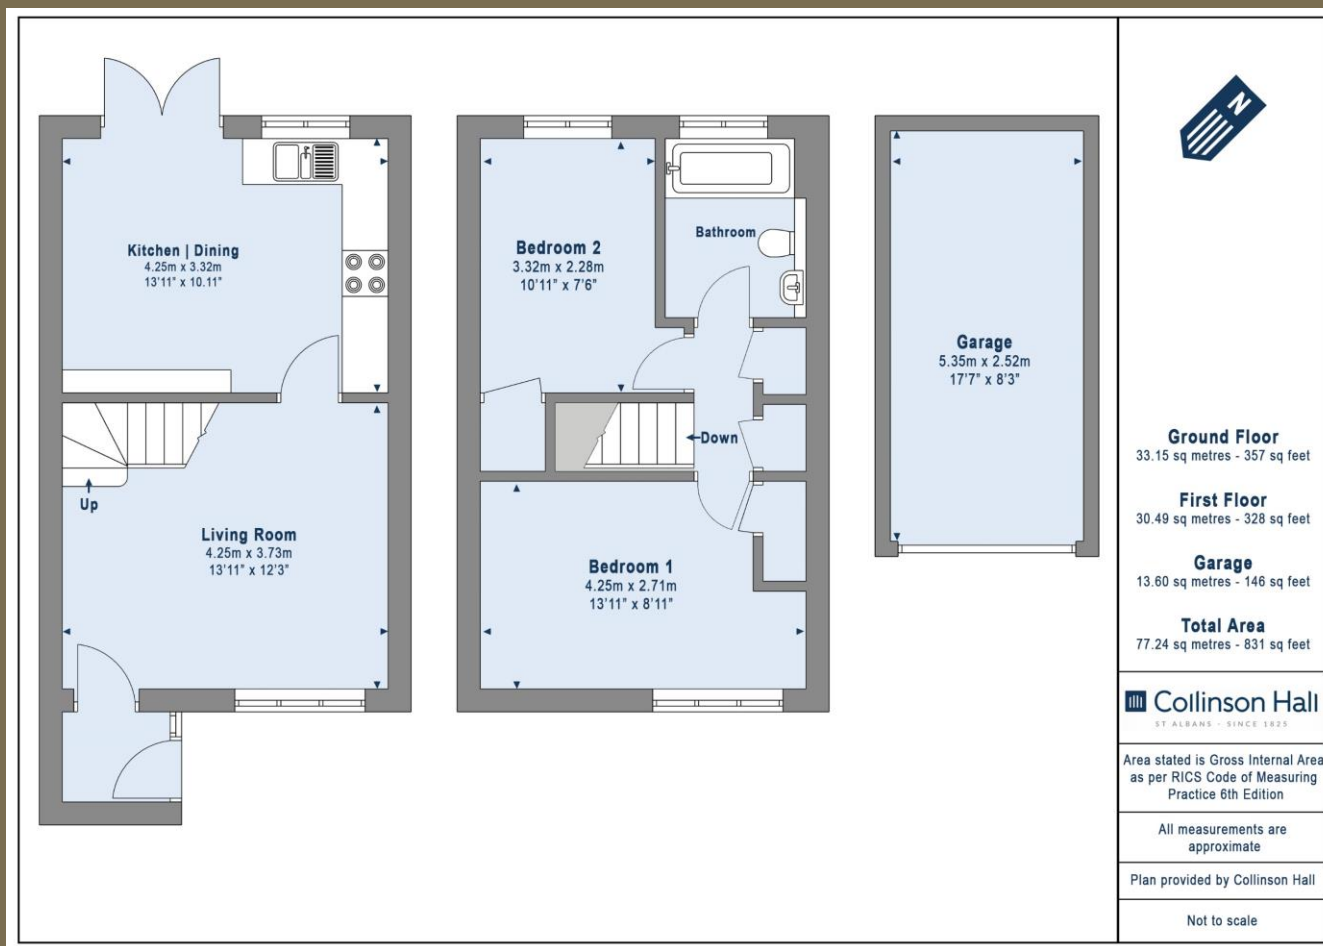 Kitchen | Dining
4.25m x 3.32m
13'11" x 10.11"
Up
Living Room
4.25m x 3.73m
13'11" x 12'3"
Bedroom 2
3.32m x 2.28m
10'11" x 7'6"
Bathroom
Down
Bedroom 1
4.25m x 2.71m
13'11" x 8'11"
Garage
5.35m x 2.52m
17'7" x 8'3"
N
Ground Floor
33.15 sq metres - 357 sq feet
First Floor
30.49 sq metres - 328 sq feet
Garage
13.60 sq metres - 146 sq feet
Total Area
77.24 sq metres - 831 sq feet
Collinson Hall
ST ALBANS - SINCE 1825
Area stated is Gross Internal Area
as per RICS Code of Measuring
Practice 6th Edition
All measurements are
approximate
Plan provided by Collinson Hall
Not to scale